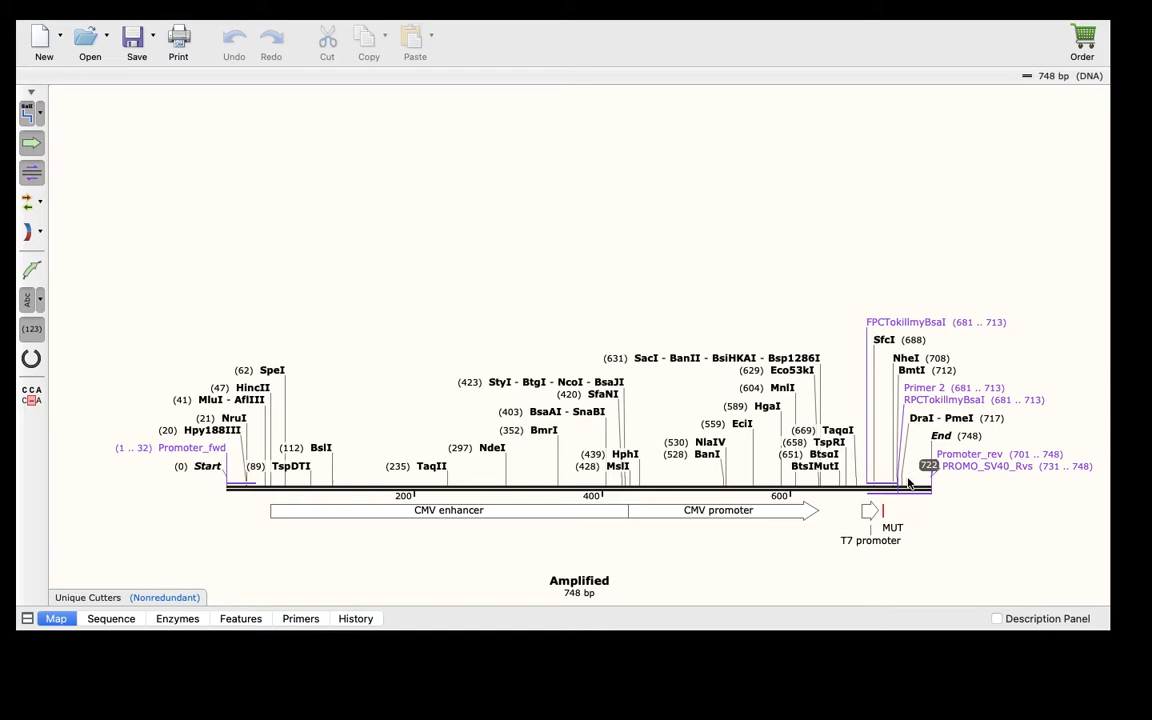 New Open Save Print Undo Redo Cut Copy Paste Order
748 bp (DNA)
FPCTokillmyBsaI (681 .. 713)
SfcI (688)
(631) SacI - BanII - BsiHKAI - Bsp1286I
NheI (708)
(62) SpeI
(629) Eco53kI
BmtI (712)
(423) StyI - BtgI - NcoI - BsaJI
(47) HincII
(604) MnlI
Primer 2 (681 .. 713)
(420) SfaNI
(41) MluI - AflIII
RPCTokillmyBsaI (681 .. 713)
(589) HgaI
(403) BsaAI - SnaBI
(21) NruI
DraI - PmeI (717)
(559) EciI
(20) Hpy188III
(352) BmrI
(669) TaqαI
End (748)
(530) NlaIV
(658) TspRI
(1 .. 32) Promoter_fwd
(112) BslI
(297) NdeI
(439) HphI
(528) BanI
(651) BtsαI
Promoter_rev (701 .. 748)
(0) Start
(89) TspDTI
(235) TaqII
(428) MslI
BtsIMutI
722
PROMO_SV40_Rvs (731 .. 748)
200 400 600
CMV enhancer
CMV promoter
MUT
T7 promoter
Amplified
748 bp
Unique Cutters (Nonredundant)
Map Sequence Enzymes Features Primers History Description Panel
Abc
(123)
C C A
C A